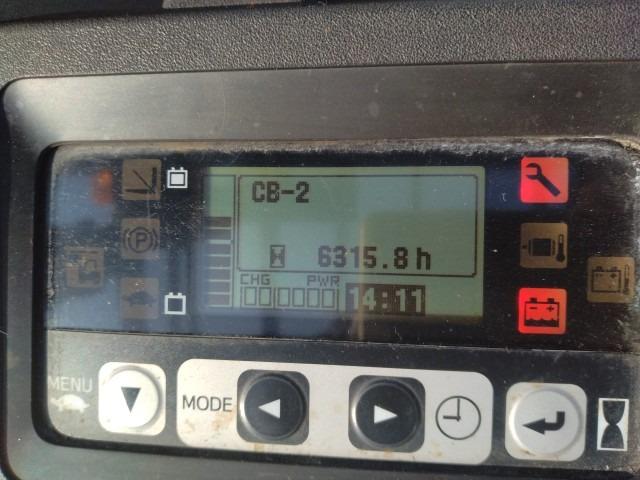 CB-2
6315.8 h
CHG PWR
14:11
P
MENU
MODE